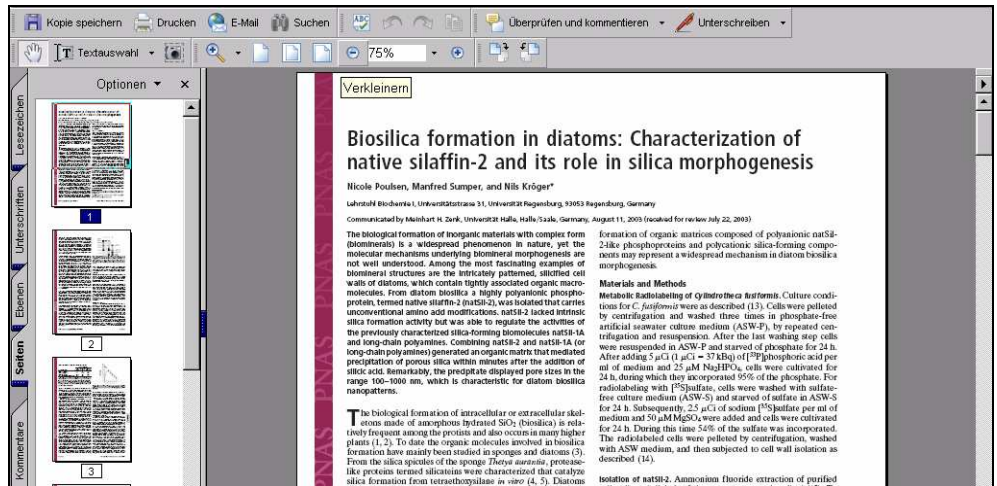 Kopie speichern Drucken E-Mail Suchen Überprüfen und kommentieren Unterschreiben
Textauswahl 75%
Optionen
Verkleinern
Lesezeichen
Unterschriften
Ebenen
Seiten
Kommentare
1
2
3
PNAS PNAS PNAS
Biosilica formation in diatoms: Characterization of
native silaffin-2 and its role in silica morphogenesis
Nicole Poulsen, Manfred Sumper, and Nils Kröger*
Lehrstuhl Biochemie I, Universitätsstrasse 31, Universität Regensburg, 93053 Regensburg, Germany
Communicated by Meinhart H. Zenk, Universität Halle, Halle/Saale, Germany, August 11, 2003 (received for review July 22, 2003)
The biological formation of inorganic materials with complex form
(biominerals) is a widespread phenomenon in nature, yet the
molecular mechanisms underlying biomineral morphogenesis are
not well understood. Among the most fascinating examples of
biomineral structures are the intricately patterned, silicified cell
walls of diatoms, which contain tightly associated organic macro-
molecules. From diatom biosilica a highly polyanionic phospho-
protein, termed native silaffin-2 (natSil-2), was isolated that carries
unconventional amino acid modifications. natSil-2 lacked intrinsic
silica formation activity but was able to regulate the activities of
the previously characterized silica-forming biomolecules natSil-1A
and long-chain polyamines. Combining natSil-2 and natSil-1A (or
long-chain polyamines) generated an organic matrix that mediated
precipitation of porous silica within minutes after the addition of
silicic acid. Remarkably, the precipitate displayed pore sizes in the
range 100–1000 nm, which is characteristic for diatom biosilica
nanopatterns.
The biological formation of intracellular or extracellular skel-
etons made of amorphous hydrated SiO₂ (biosilica) is rela-
tively frequent among the protists and also occurs in many higher
plants (1, 2). To date the organic molecules involved in biosilica
formation have mainly been studied in sponges and diatoms (3).
From the silica spicules of the sponge Thetya aurantia, protease-
like proteins termed silicateins were characterized that catalyze
silica formation from tetraethoxysilane in vitro (4, 5). Diatoms
formation of organic matrices composed of polyanionic natSil-
2-like phosphoproteins and polycationic silica-forming compo-
nents may represent a widespread mechanism in diatom biosilica
morphogenesis.
Materials and Methods
Metabolic Radiolabeling of Cylindrotheca fusiformis. Culture condi-
tions for C. fusiformis were as described (13). Cells were pelleted
by centrifugation and washed three times in phosphate-free
artificial seawater culture medium (ASW-P), by repeated cen-
trifugation and resuspension. After the last washing step cells
were resuspended in ASW-P and starved of phosphate for 24 h.
After adding 5 μCi (1 μCi = 37 kBq) of [³³P]phosphoric acid per
ml of medium and 25 μM Na₂HPO₄, cells were cultivated for
24 h, during which they incorporated 95% of the phosphate. For
radiolabeling with [³⁵S]sulfate, cells were washed with sulfate-
free culture medium (ASW-S) and starved of sulfate in ASW-S
for 24 h. Subsequently, 2.5 μCi of sodium [³⁵S]sulfate per ml of
medium and 50 μM MgSO₄ were added and cells were cultivated
for 24 h. During this time 54% of the sulfate was incorporated.
The radiolabeled cells were pelleted by centrifugation, washed
with ASW medium, and then subjected to cell wall isolation as
described (14).
Isolation of natSil-2. Ammonium fluoride extraction of purified